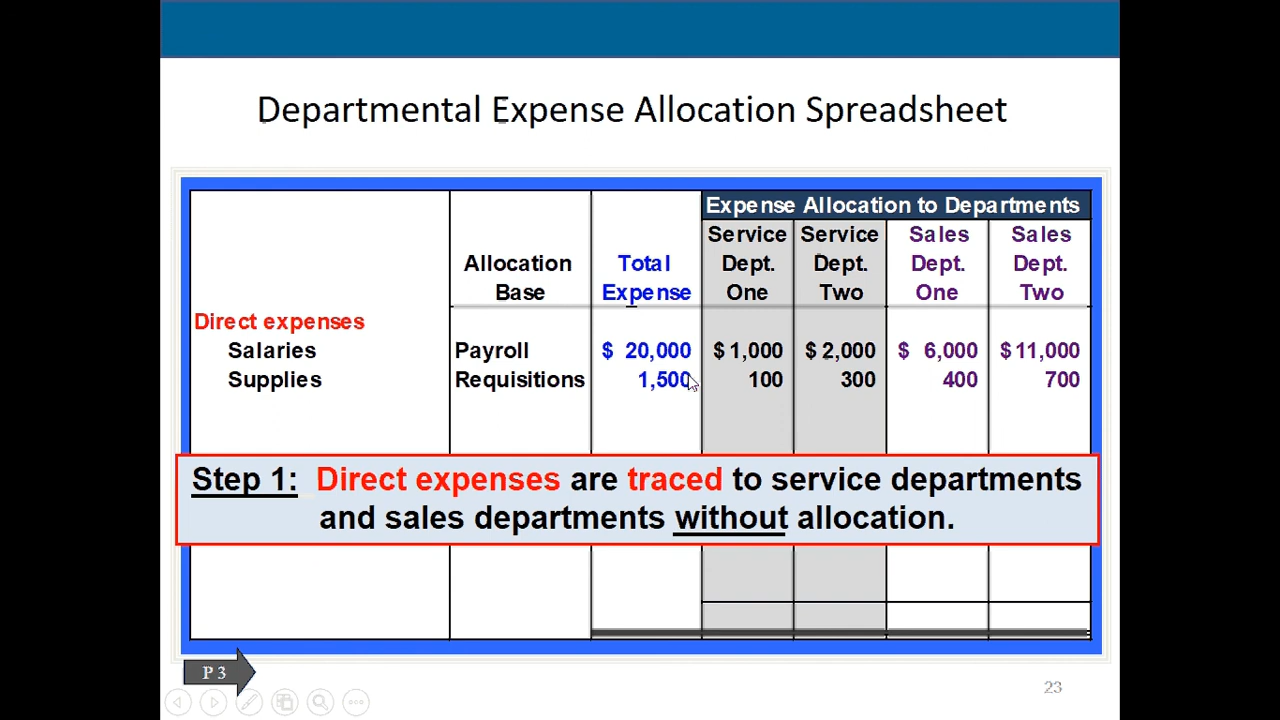 Departmental Expense Allocation Spreadsheet
Expense Allocation to Departments
Service Service Sales Sales
Allocation Total Dept. Dept. Dept. Dept.
Base Expense One Two One Two
Direct expenses
Salaries Payroll $ 20,000 $ 1,000 $ 2,000 $ 6,000 $ 11,000
Supplies Requisitions 1,500 100 300 400 700
Step 1: Direct expenses are traced to service departments
and sales departments without allocation.
P 3
23